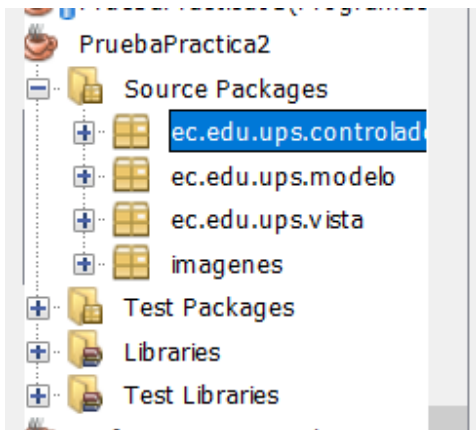 PruebaPractica2
Source Packages
ec.edu.ups.controlad
ec.edu.ups.modelo
ec.edu.ups.vista
imagenes
Test Packages
Libraries
Test Libraries